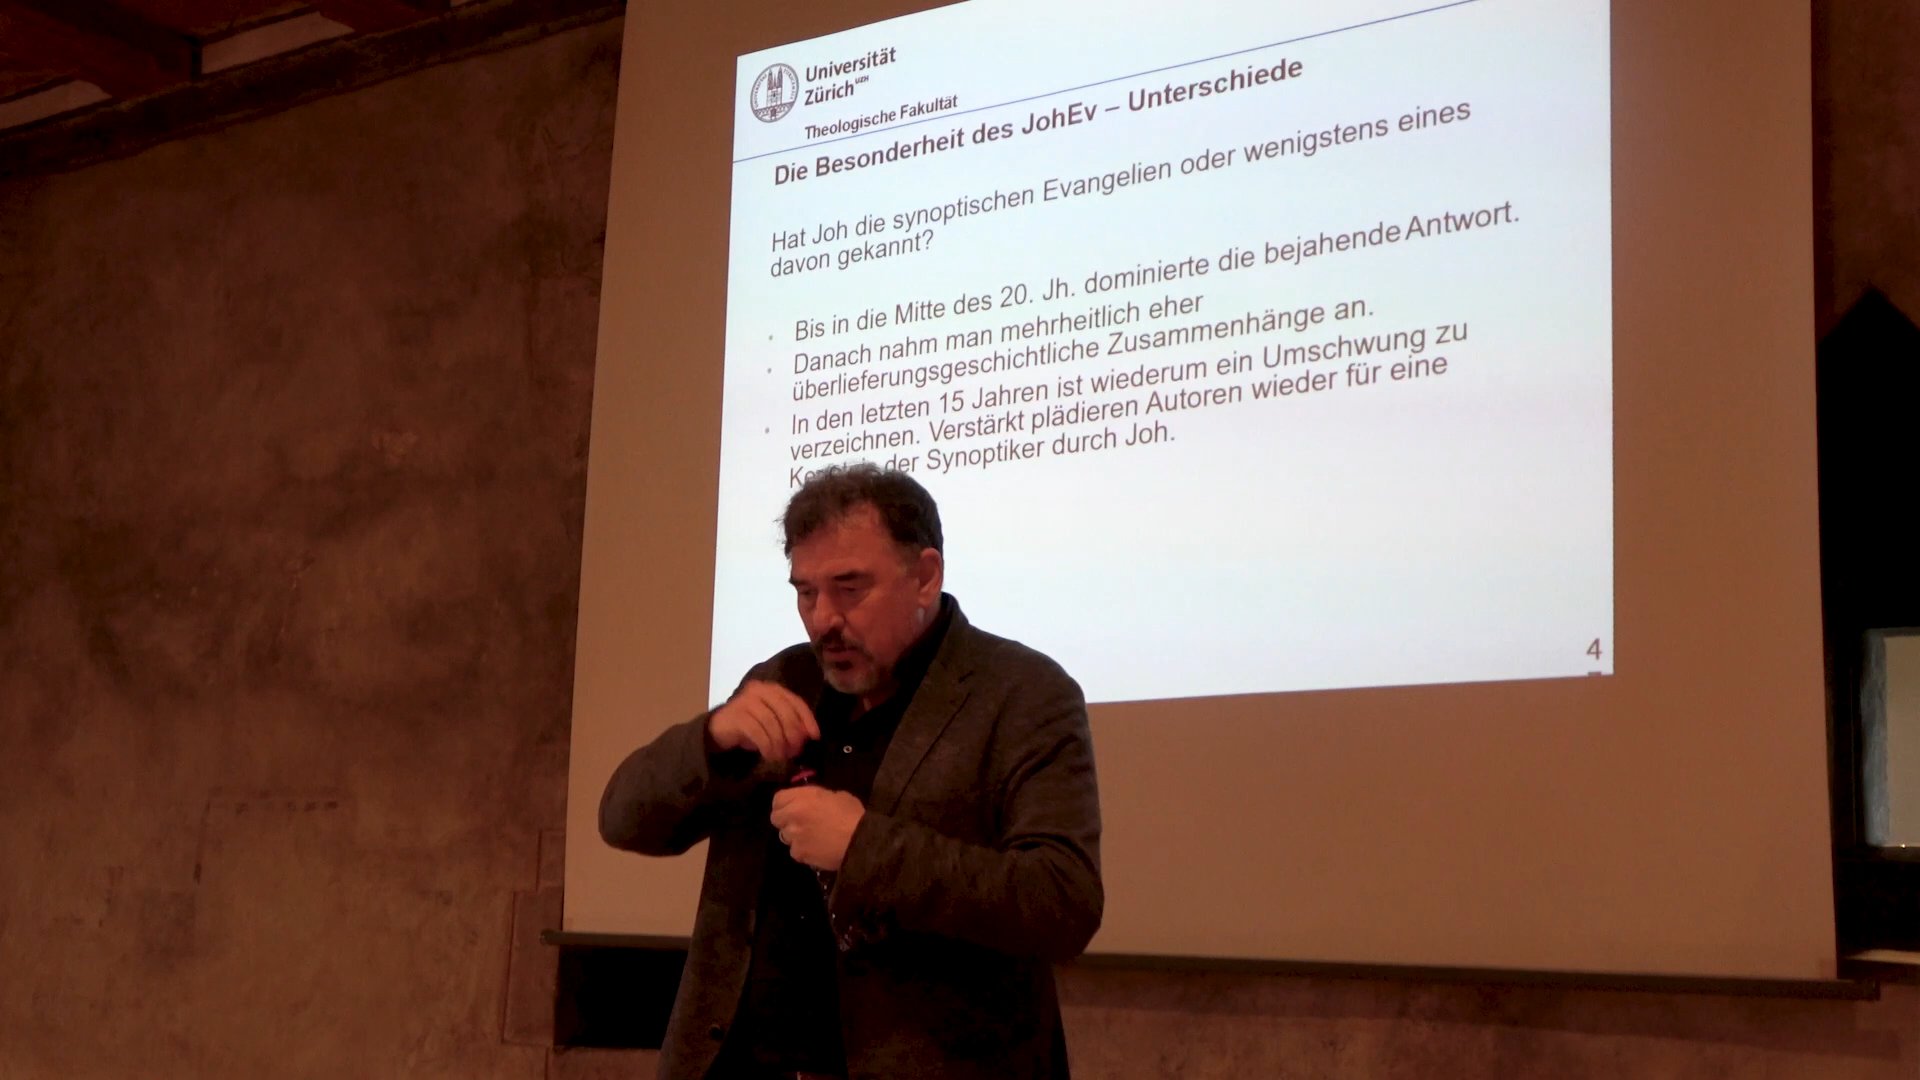 Universität
Zürich UZH
Theologische Fakultät
Die Besonderheit des JohEv – Unterschiede
Hat Joh die synoptischen Evangelien oder wenigstens eines
davon gekannt?
Bis in die Mitte des 20. Jh. dominierte die bejahende Antwort.
Danach nahm man mehrheitlich eher
überlieferungsgeschichtliche Zusammenhänge an.
In den letzten 15 Jahren ist wiederum ein Umschwung zu
verzeichnen. Verstärkt plädieren Autoren wieder für eine
der Synoptiker durch Joh.
4